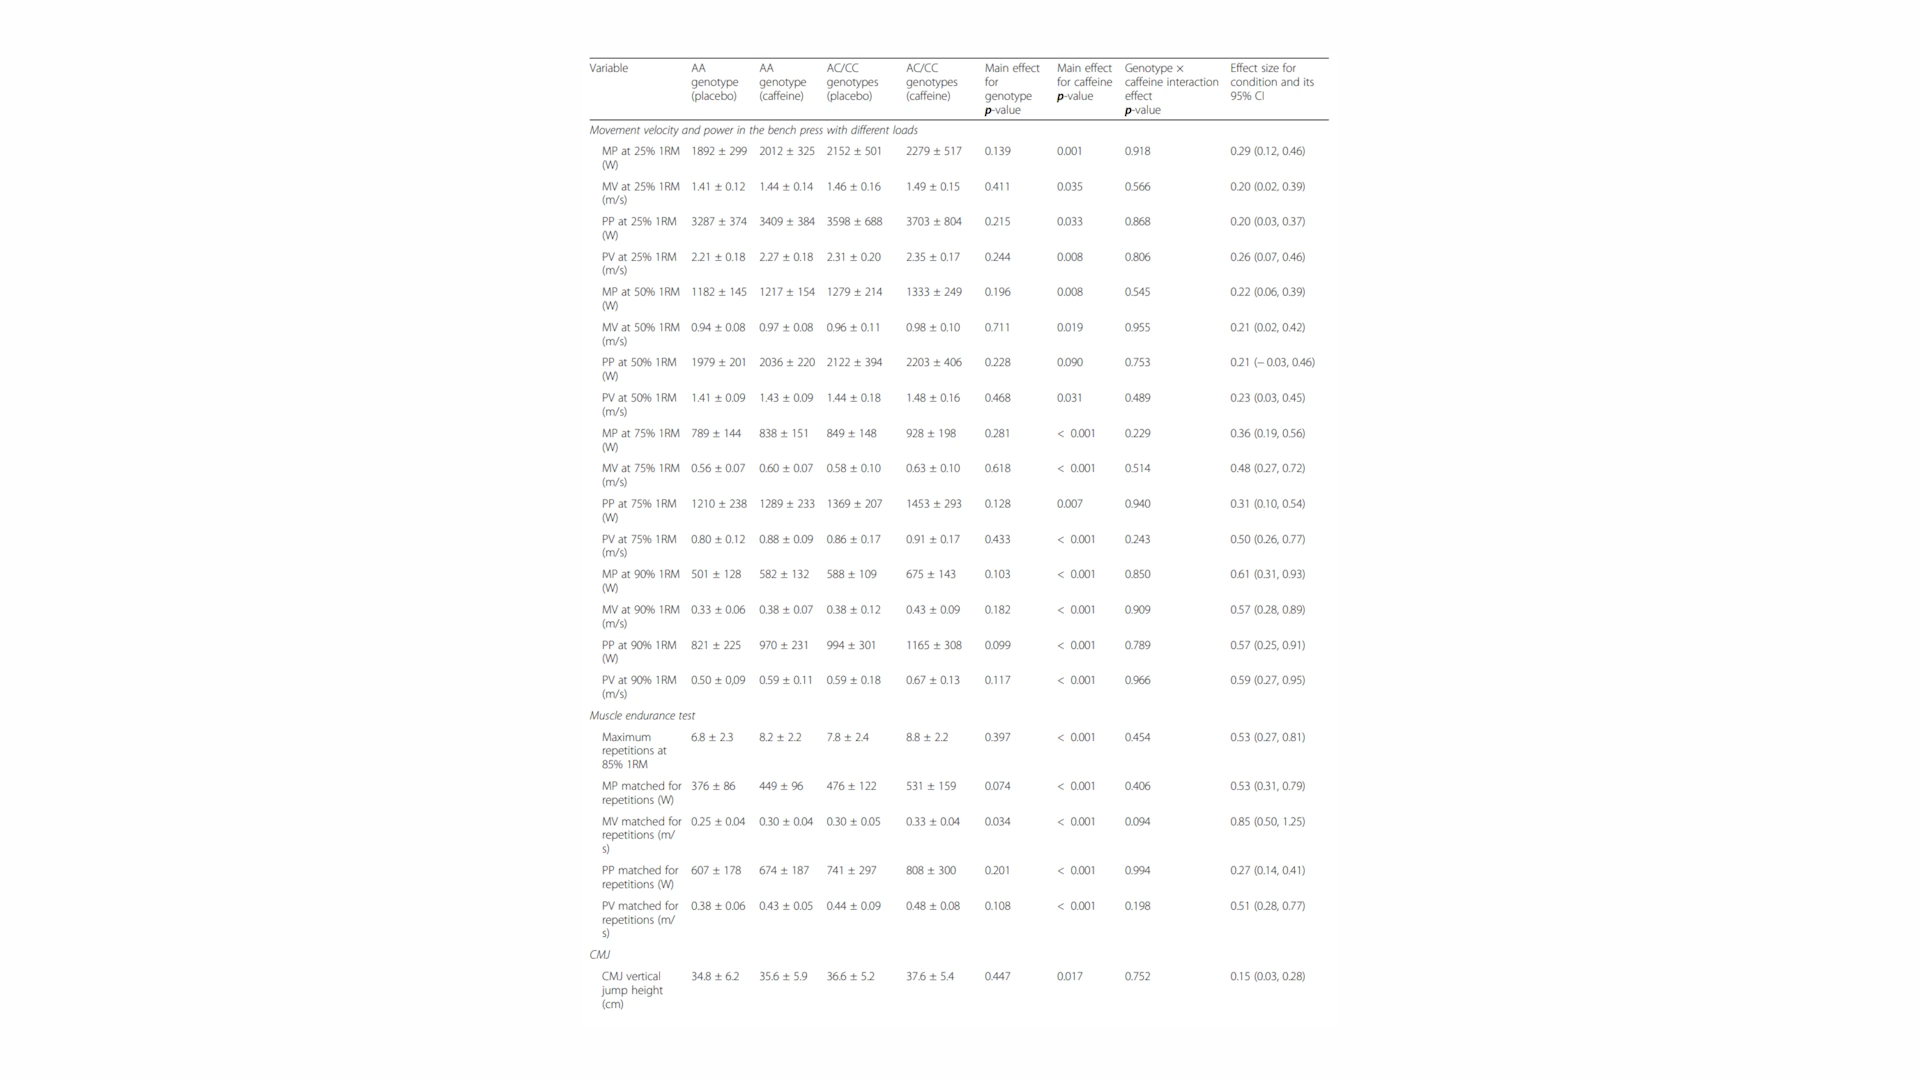 Variable AA genotype (placebo) AA genotype (caffeine) AC/CC genotypes (placebo) AC/CC genotypes (caffeine) Main effect for genotype p-value Main effect for caffeine p-value Genotype × caffeine interaction effect p-value Effect size for condition and its 95% CI
Movement velocity and power in the bench press with different loads
MP at 25% 1RM (W) 1892 ± 299 2012 ± 325 2152 ± 501 2279 ± 517 0.139 0.001 0.918 0.29 (0.12, 0.46)
MV at 25% 1RM (m/s) 1.41 ± 0.12 1.44 ± 0.14 1.46 ± 0.16 1.49 ± 0.15 0.411 0.035 0.566 0.20 (0.02, 0.39)
PP at 25% 1RM (W) 3287 ± 374 3409 ± 384 3598 ± 688 3703 ± 804 0.215 0.033 0.868 0.20 (0.03, 0.37)
PV at 25% 1RM (m/s) 2.21 ± 0.18 2.27 ± 0.18 2.31 ± 0.20 2.35 ± 0.17 0.244 0.008 0.806 0.26 (0.07, 0.46)
MP at 50% 1RM (W) 1182 ± 145 1217 ± 154 1279 ± 214 1333 ± 249 0.196 0.008 0.545 0.22 (0.06, 0.39)
MV at 50% 1RM (m/s) 0.94 ± 0.08 0.97 ± 0.08 0.96 ± 0.11 0.98 ± 0.10 0.711 0.019 0.955 0.21 (0.02, 0.42)
PP at 50% 1RM (W) 1979 ± 201 2036 ± 220 2122 ± 394 2203 ± 406 0.228 0.090 0.753 0.21 (− 0.03, 0.46)
PV at 50% 1RM (m/s) 1.41 ± 0.09 1.43 ± 0.09 1.44 ± 0.18 1.48 ± 0.16 0.468 0.031 0.489 0.23 (0.03, 0.45)
MP at 75% 1RM (W) 789 ± 144 838 ± 151 849 ± 148 928 ± 198 0.281 < 0.001 0.229 0.36 (0.19, 0.56)
MV at 75% 1RM (m/s) 0.56 ± 0.07 0.60 ± 0.07 0.58 ± 0.10 0.63 ± 0.10 0.618 < 0.001 0.514 0.48 (0.27, 0.72)
PP at 75% 1RM (W) 1210 ± 238 1289 ± 233 1369 ± 207 1453 ± 293 0.128 0.007 0.940 0.31 (0.10, 0.54)
PV at 75% 1RM (m/s) 0.80 ± 0.12 0.88 ± 0.09 0.86 ± 0.17 0.91 ± 0.17 0.433 < 0.001 0.243 0.50 (0.26, 0.77)
MP at 90% 1RM (W) 501 ± 128 582 ± 132 588 ± 109 675 ± 143 0.103 < 0.001 0.850 0.61 (0.31, 0.93)
MV at 90% 1RM (m/s) 0.33 ± 0.06 0.38 ± 0.07 0.38 ± 0.12 0.43 ± 0.09 0.182 < 0.001 0.909 0.57 (0.28, 0.89)
PP at 90% 1RM (W) 821 ± 225 970 ± 231 994 ± 301 1165 ± 308 0.099 < 0.001 0.789 0.57 (0.25, 0.91)
PV at 90% 1RM (m/s) 0.50 ± 0,09 0.59 ± 0.11 0.59 ± 0.18 0.67 ± 0.13 0.117 < 0.001 0.966 0.59 (0.27, 0.95)
Muscle endurance test
Maximum repetitions at 85% 1RM 6.8 ± 2.3 8.2 ± 2.2 7.8 ± 2.4 8.8 ± 2.2 0.397 < 0.001 0.454 0.53 (0.27, 0.81)
MP matched for repetitions (W) 376 ± 86 449 ± 96 476 ± 122 531 ± 159 0.074 < 0.001 0.406 0.53 (0.31, 0.79)
MV matched for repetitions (m/s) 0.25 ± 0.04 0.30 ± 0.04 0.30 ± 0.05 0.33 ± 0.04 0.034 < 0.001 0.094 0.85 (0.50, 1.25)
PP matched for repetitions (W) 607 ± 178 674 ± 187 741 ± 297 808 ± 300 0.201 < 0.001 0.994 0.27 (0.14, 0.41)
PV matched for repetitions (m/s) 0.38 ± 0.06 0.43 ± 0.05 0.44 ± 0.09 0.48 ± 0.08 0.108 < 0.001 0.198 0.51 (0.28, 0.77)
CMJ
CMJ vertical jump height (cm) 34.8 ± 6.2 35.6 ± 5.9 36.6 ± 5.2 37.6 ± 5.4 0.447 0.017 0.752 0.15 (0.03, 0.28)